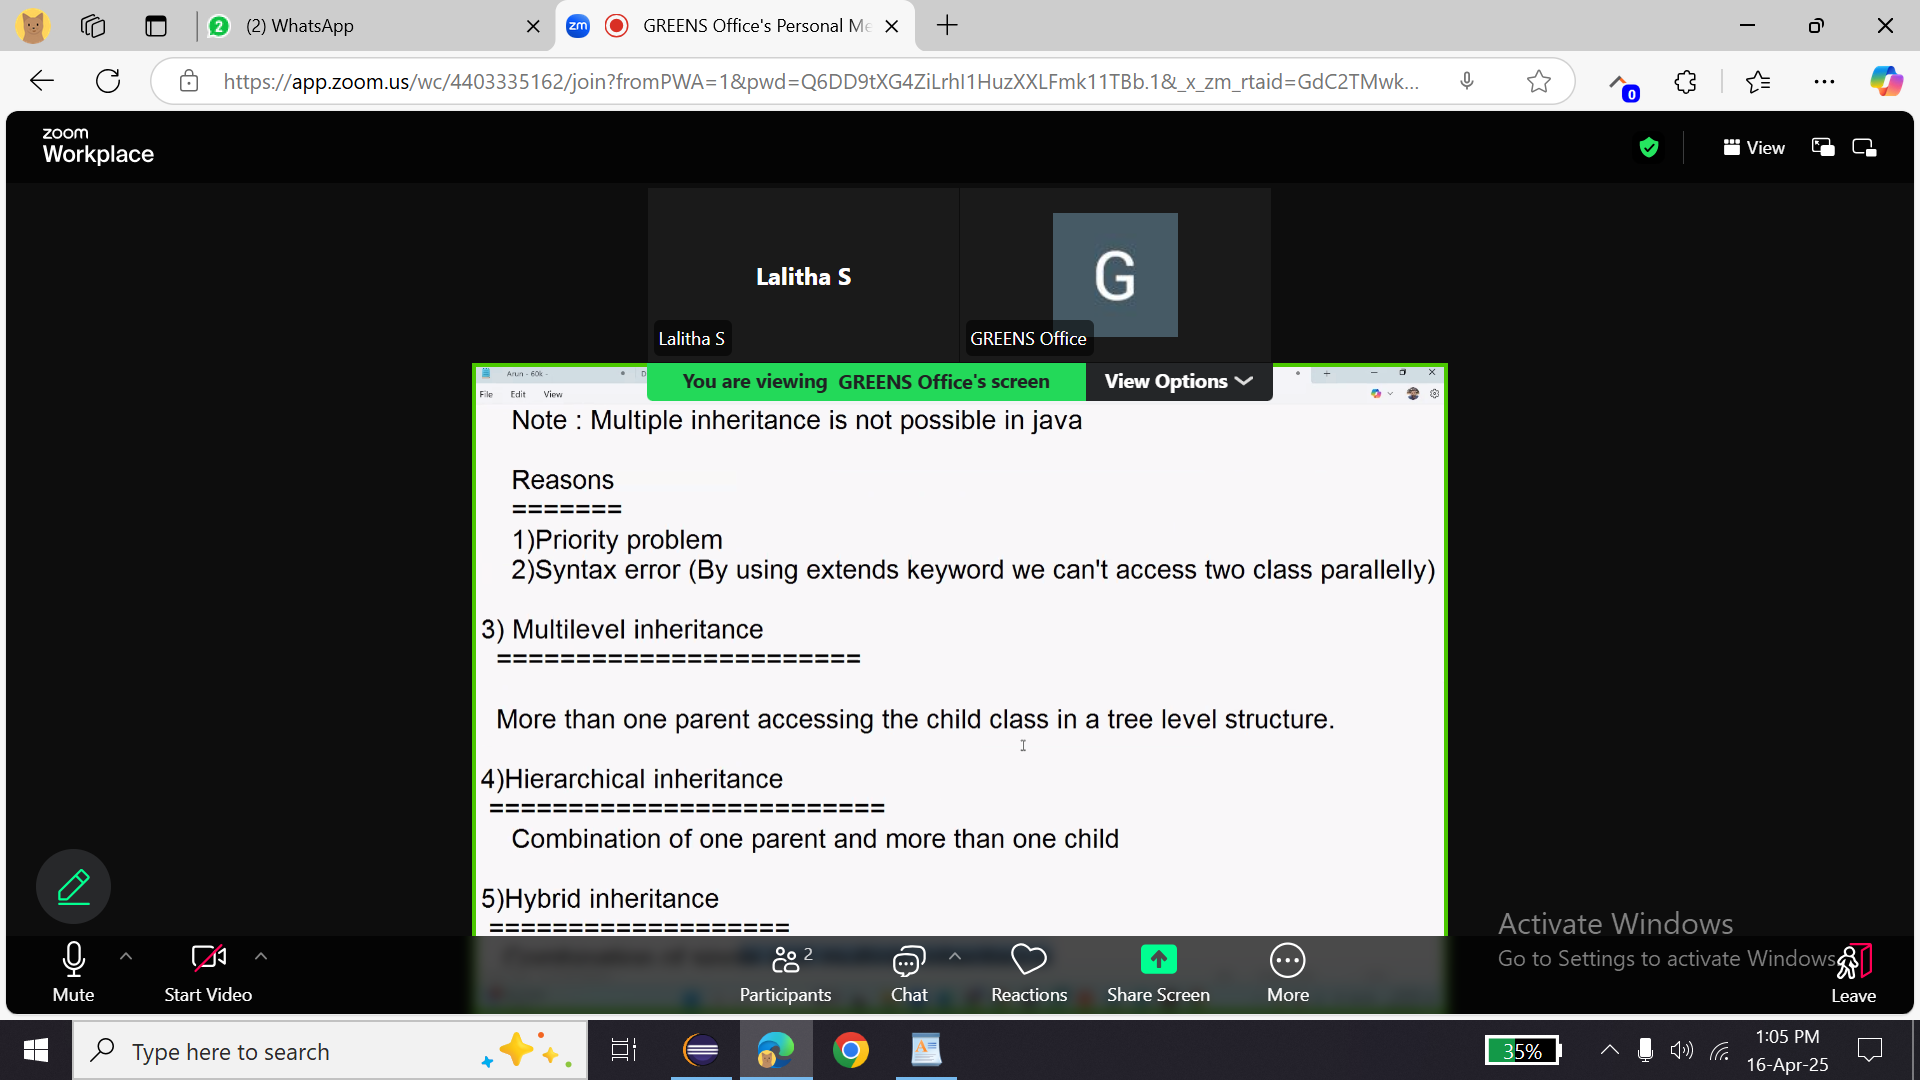 2
(2) WhatsApp
zm
GREENS Office's Personal Me
https://app.zoom.us/wc/4403335162/join?fromPWA=1&pwd=Q6DD9tXG4ZiLrhI1HuzXXLFmk11TBb.1&_x_zm_rtaid=GdC2TMwk...
0
zoom
Workplace
View
Lalitha S
G
Lalitha S
GREENS Office
Arun - 60k -
D
You are viewing GREENS Office's screen
View Options
File Edit View
Note : Multiple inheritance is not possible in java
Reasons
=======
1)Priority problem
2)Syntax error (By using extends keyword we can't access two class parallelly)
3) Multilevel inheritance
=======================
More than one parent accessing the child class in a tree level structure.
4)Hierarchical inheritance
=========================
Combination of one parent and more than one child
5)Hybrid inheritance
===================
Activate Windows
Go to Settings to activate Windows.
Mute
Start Video
2
Participants
Chat
Reactions
Share Screen
More
Leave
Type here to search
35%
1:05 PM
16-Apr-25